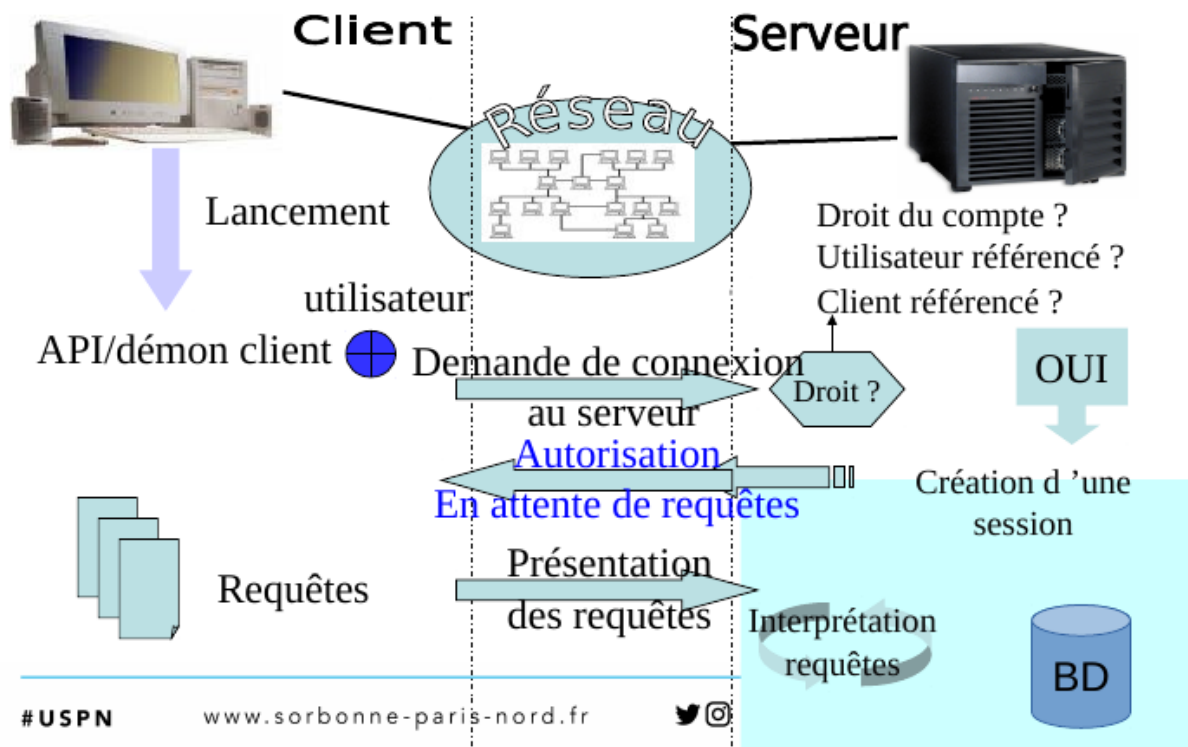 Client
Serveur
Réseau
Lancement
Droit du compte ?
Utilisateur référencé ?
Client référencé ?
utilisateur
API/démon client
Demande de connexion
au serveur
Droit ?
OUI
Autorisation
En attente de requêtes
Création d ’une
session
Requêtes
Présentation
des requêtes
Interprétation
requêtes
BD
#USPN
www.sorbonne-paris-nord.fr